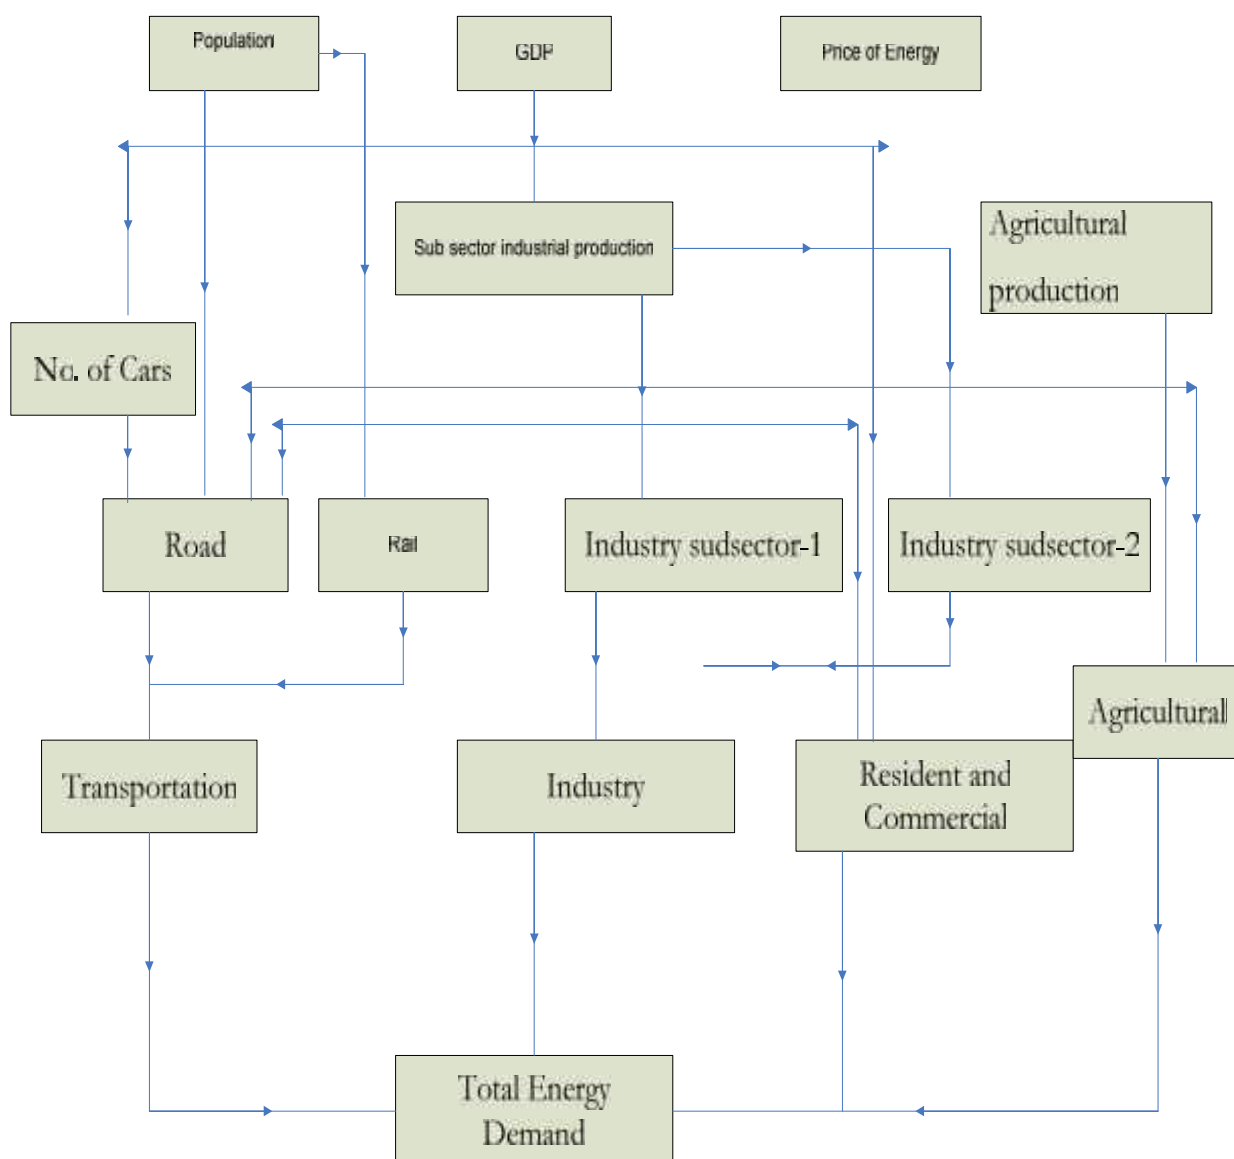 Population
GDP
Price of Energy
Sub sector industrial production
Agricultural
production
No. of Cars
Road
Rail
Industry sudsector-1
Industry sudsector-2
Agricultural
Transportation
Industry
Resident and
Commercial
Total Energy
Demand